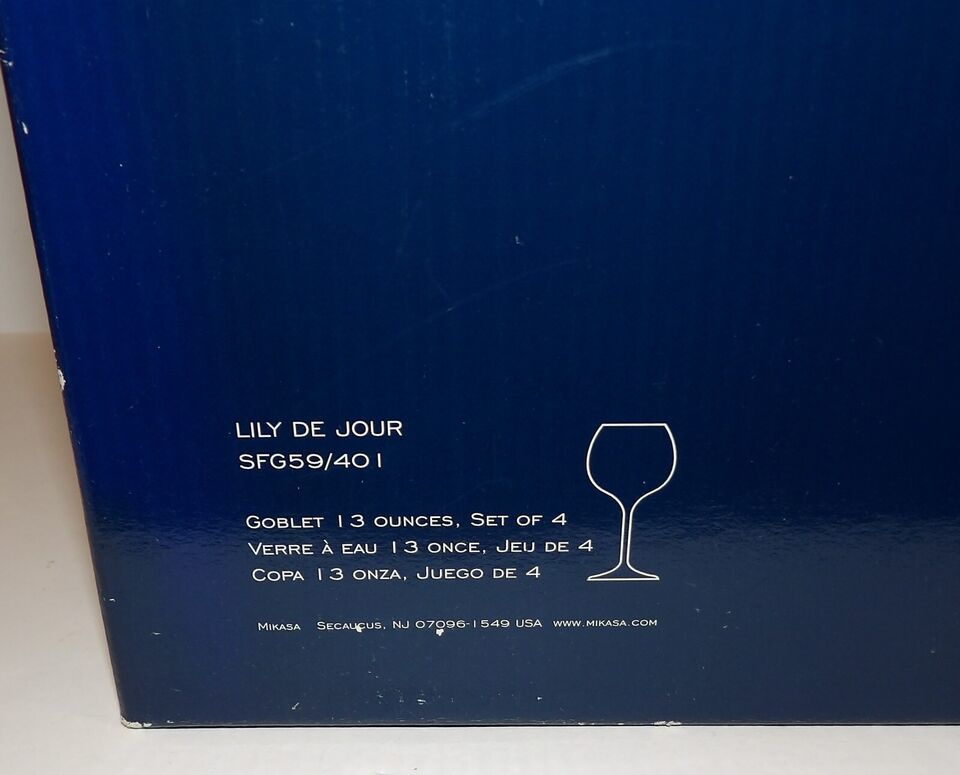 LILY DE JOUR
SFG59/401
GOBLET 13 OUNCES, SET OF 4
VERRE À EAU 13 ONCE, JEU DE 4
COPA 13 ONZA, JUEGO DE 4
MIKASA SECAUCUS, NJ 07096-1549 USA WWW.MIKASA.COM